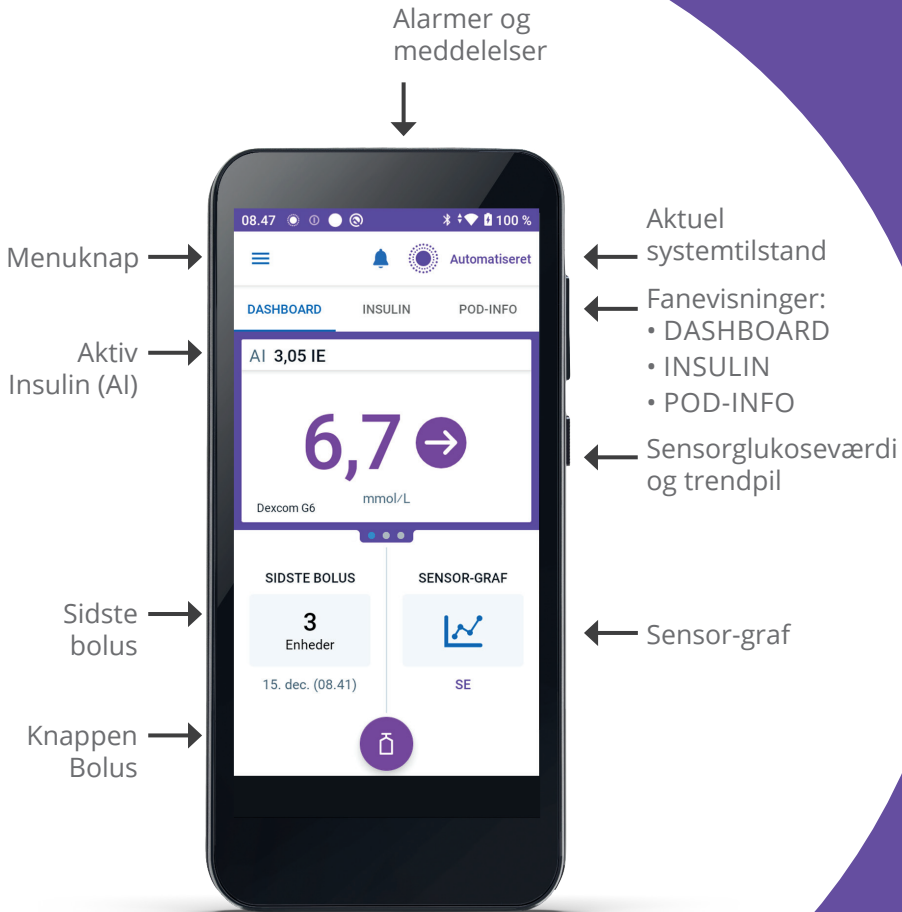 Alarmer og
meddelelser
08.47
100 %
Menuknap
Automatiseret
Aktuel
systemtilstand
DASHBOARD INSULIN POD-INFO
Fanevisninger:
• DASHBOARD
• INSULIN
• POD-INFO
Aktiv
Insulin (AI)
AI 3,05 IE
6,7
mmol/L
Dexcom G6
Sensorglukoseværdi
og trendpil
SIDSTE BOLUS
3
Enheder
15. dec. (08.41)
SENSOR-GRAF
SE
Sidste
bolus
Sensor-graf
Knappen
Bolus